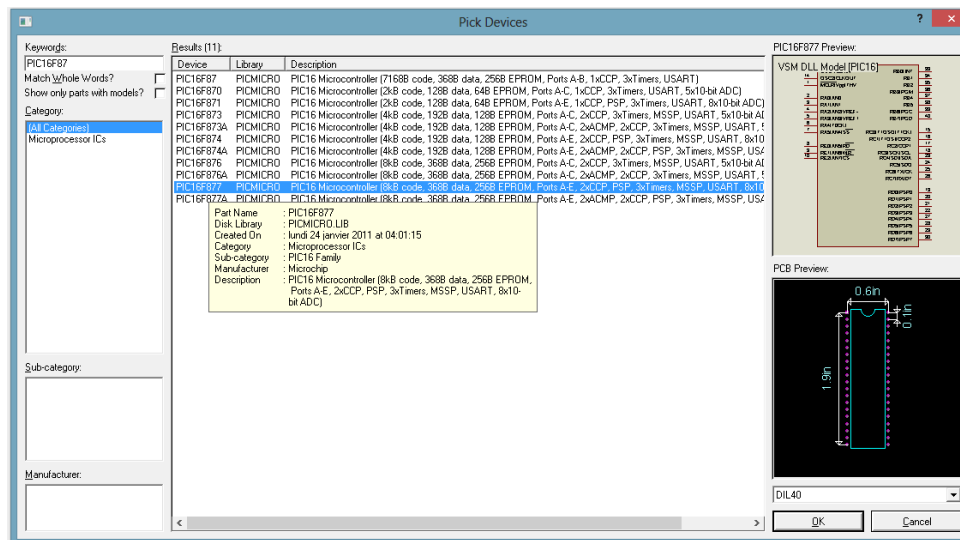 Pick Devices
?
Keywords:
PIC16F87
Match Whole Words?
Show only parts with models?
Category:
(All Categories)
Microprocessor ICs
Sub-category:
Manufacturer:
Results (11):
Device Library Description
PIC16F87 PICMICRO PIC16 Microcontroller (7168B code, 368B data, 256B EPROM, Ports A-B, 1xCCP, 3xTimers, USART)
PIC16F870 PICMICRO PIC16 Microcontroller (2kB code, 128B data, 64B EPROM, Ports A-C, 1xCCP, 3xTimers, USART, 5x10-bit ADC)
PIC16F871 PICMICRO PIC16 Microcontroller (2kB code, 128B data, 64B EPROM, Ports A-E, 1xCCP, PSP, 3xTimers, USART, 8x10-bit ADC)
PIC16F873 PICMICRO PIC16 Microcontroller (4kB code, 192B data, 128B EPROM, Ports A-C, 2xCCP, 3xTimers, MSSP, USART, 5x10-bit
PIC16F873A PICMICRO PIC16 Microcontroller (4kB code, 192B data, 128B EPROM, Ports A-C, 2xACMP, 2xCCP, 3xTimers, MSSP, USART,
PIC16F874 PICMICRO PIC16 Microcontroller (4kB code, 192B data, 128B EPROM, Ports A-E, 2xCCP, PSP, 3xTimers, MSSP, USART, 8x10
PIC16F874A PICMICRO PIC16 Microcontroller (4kB code, 192B data, 128B EPROM, Ports A-E, 2xACMP, 2xCCP, PSP, 3xTimers, MSSP,
PIC16F876 PICMICRO PIC16 Microcontroller (8kB code, 368B data, 256B EPROM, Ports A-C, 2xCCP, 3xTimers, MSSP, USART, 5x10-bit
PIC16F876A PICMICRO PIC16 Microcontroller (8kB code, 368B data, 256B EPROM, Ports A-C, 2xACMP, 2xCCP, 3xTimers, MSSP, USART,
PIC16F877 PICMICRO PIC16 Microcontroller (8kB code, 368B data, 256B EPROM, Ports A-E, 2xCCP, PSP, 3xTimers, MSSP, USART, 8x10
PIC16F877A PICMICRO PIC16 Microcontroller (8kB code, 368B data, 256B EPROM, Ports A-E, 2xACMP, 2xCCP, PSP, 3xTimers, MSSP,
Part Name : PIC16F877
Disk Library : PICMICRO.LIB
Created On : lundi 24 janvier 2011 at 04:01:15
Category : Microprocessor ICs
Sub-category : PIC16 Family
Manufacturer : Microchip
Description : PIC16 Microcontroller (8kB code, 368B data, 256B EPROM,
Ports A-E, 2xCCP, PSP, 3xTimers, MSSP, USART, 8x10-
bit ADC)
PIC16F877 Preview:
VSM DLL Model [PIC16]
PCB Preview:
0.6in
0.1in
1.9in
DIL40
OK
Cancel